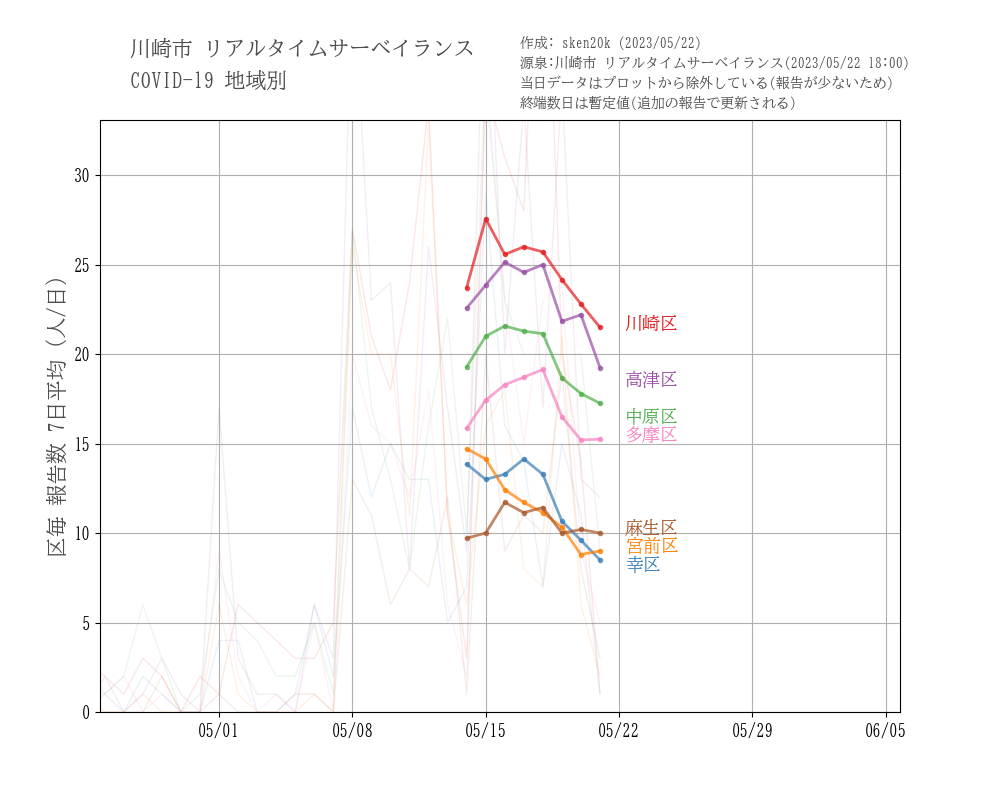 川崎市 リアルタイムサーベイランス
COVID-19 地域別
作成: sken20k (2023/05/22)
源泉:川崎市 リアルタイムサーベイランス(2023/05/22 18:00)
当日データはプロットから除外している(報告が少ないため)
終端数日は暫定値(追加の報告で更新される)
区毎 報告数 7日平均 (人/日)
30
25
20
15
10
5
0
川崎区
高津区
中原区
多摩区
麻生区
宮前区
幸区
05/01 05/08 05/15 05/22 05/29 06/05